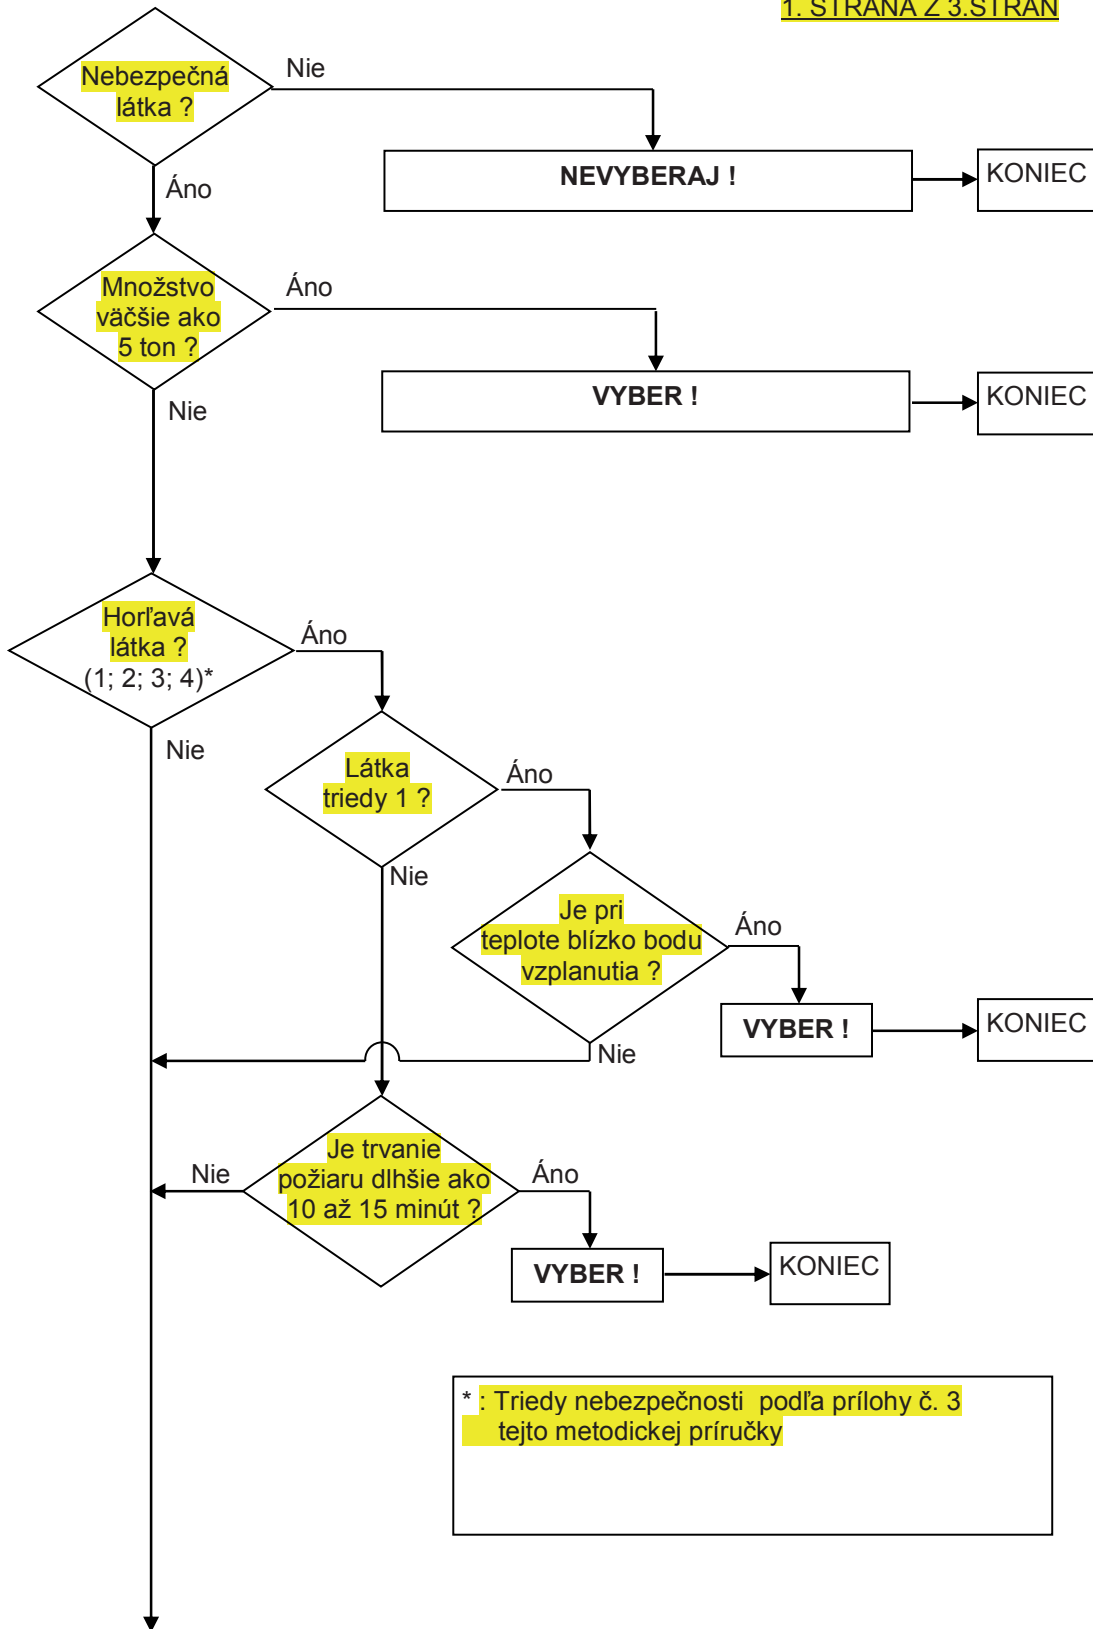 1. STRANA Z 3.STRÁN
Nebezpečná
látka ?
Nie
NEVYBERAJ !
KONIEC
Áno
Množstvo
väčšie ako
5 ton ?
Áno
VYBER !
KONIEC
Nie
Horľavá
látka ?
(1; 2; 3; 4)*
Áno
Nie
Látka
triedy 1 ?
Áno
Nie
Je pri
teplote blízko bodu
vzplanutia ?
Áno
VYBER !
KONIEC
Nie
Je trvanie
požiaru dlhšie ako
10 až 15 minút ?
Nie
Áno
VYBER !
KONIEC
* : Triedy nebezpečnosti podľa prílohy č. 3
tejto metodickej príručky